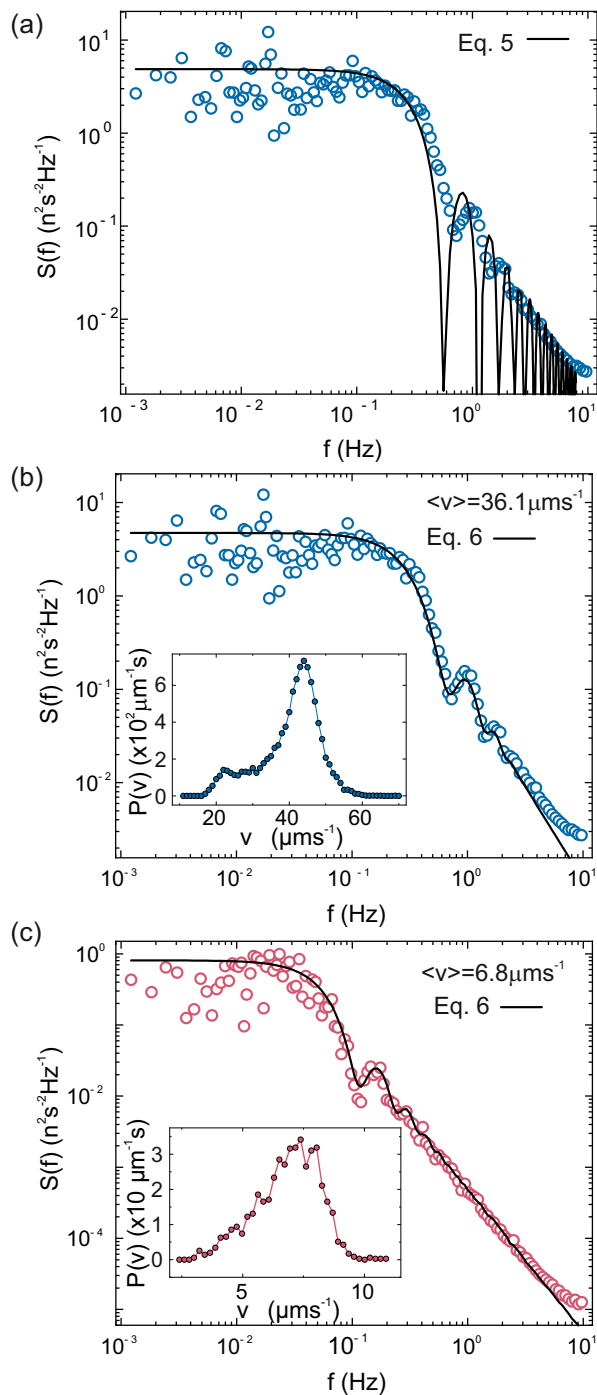 (a)
10¹
10⁰
10⁻¹
10⁻²
S(f) (n²s⁻²Hz⁻¹)
Eq. 5
10⁻³ 10⁻² 10⁻¹ 10⁰ 10¹
f (Hz)
(b)
10¹
10⁰
10⁻¹
10⁻²
S(f) (n²s⁻²Hz⁻¹)
<v>=36.1μms⁻¹
Eq. 6
6
4
2
0
P(v) (x10²μm⁻¹s)
20 40 60
v (μms⁻¹)
10⁻³ 10⁻² 10⁻¹ 10⁰ 10¹
f (Hz)
(c)
10⁰
10⁻²
10⁻⁴
S(f) (n²s⁻²Hz⁻¹)
<v>=6.8μms⁻¹
Eq. 6
3
2
1
0
P(v) (x10 μm⁻¹s)
5 10
v (μms⁻¹)
10⁻³ 10⁻² 10⁻¹ 10⁰ 10¹
f (Hz)